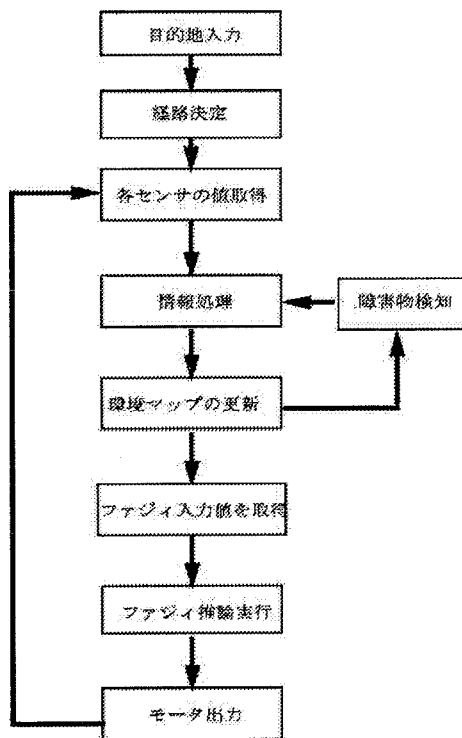 目的地入力
経路決定
各センサの値取得
情報処理
障害物検知
環境マップの更新
ファジィ入力値を取得
ファジィ推論実行
モータ出力